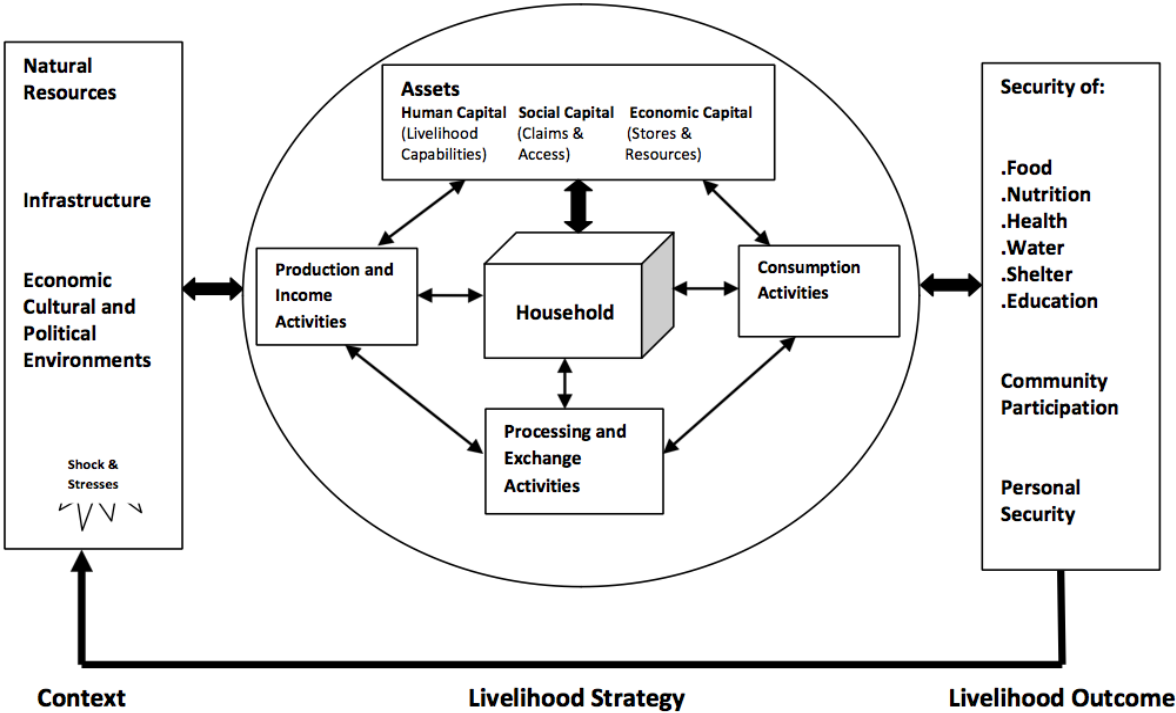 Natural
Resources
Infrastructure
Economic
Cultural and
Political
Environments
Shock &
Stresses
Assets
Human Capital Social Capital Economic Capital
(Livelihood (Claims & (Stores &
Capabilities) Access) Resources)
Production and
Income
Activities
Household
Consumption
Activities
Processing and
Exchange
Activities
Security of:
.Food
.Nutrition
.Health
.Water
.Shelter
.Education
Community
Participation
Personal
Security
Context
Livelihood Strategy
Livelihood Outcome